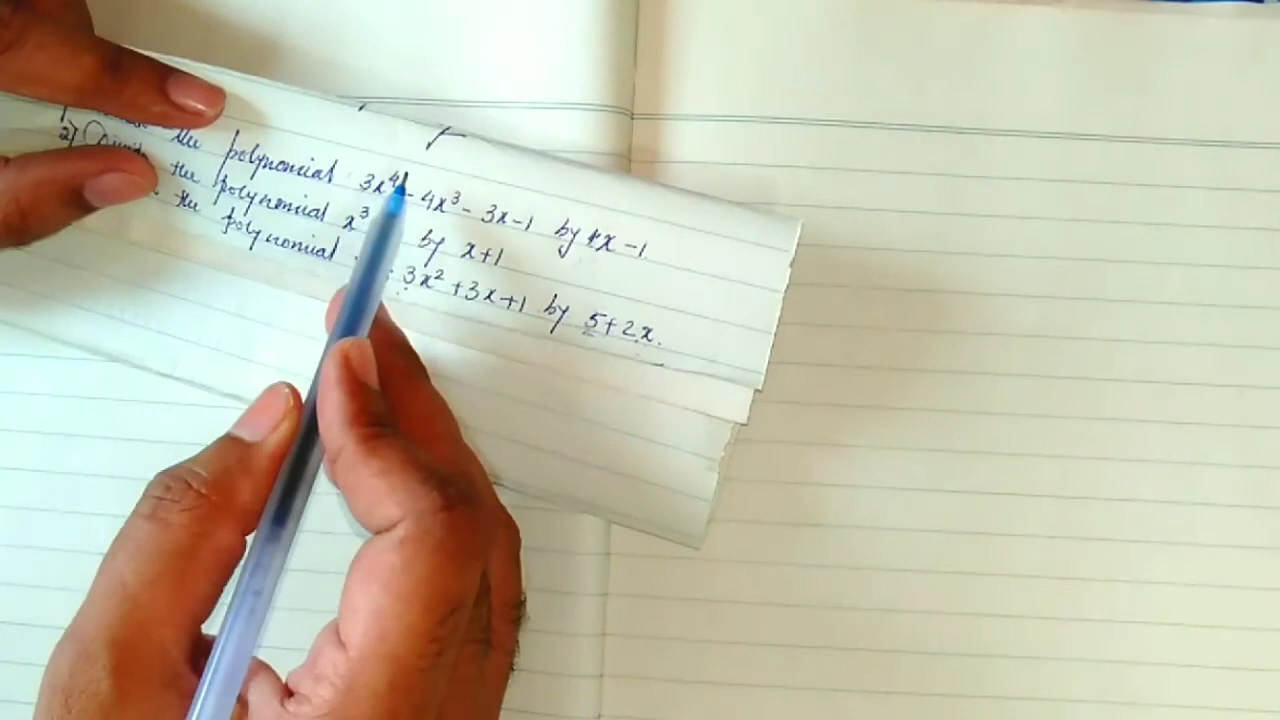 the polynomial 3x⁴ - 4x³ - 3x - 1 by x - 1.
2) Divide the polynomial x³ by x+1
the polynomial 3x² + 3x + 1 by 5 + 2x.